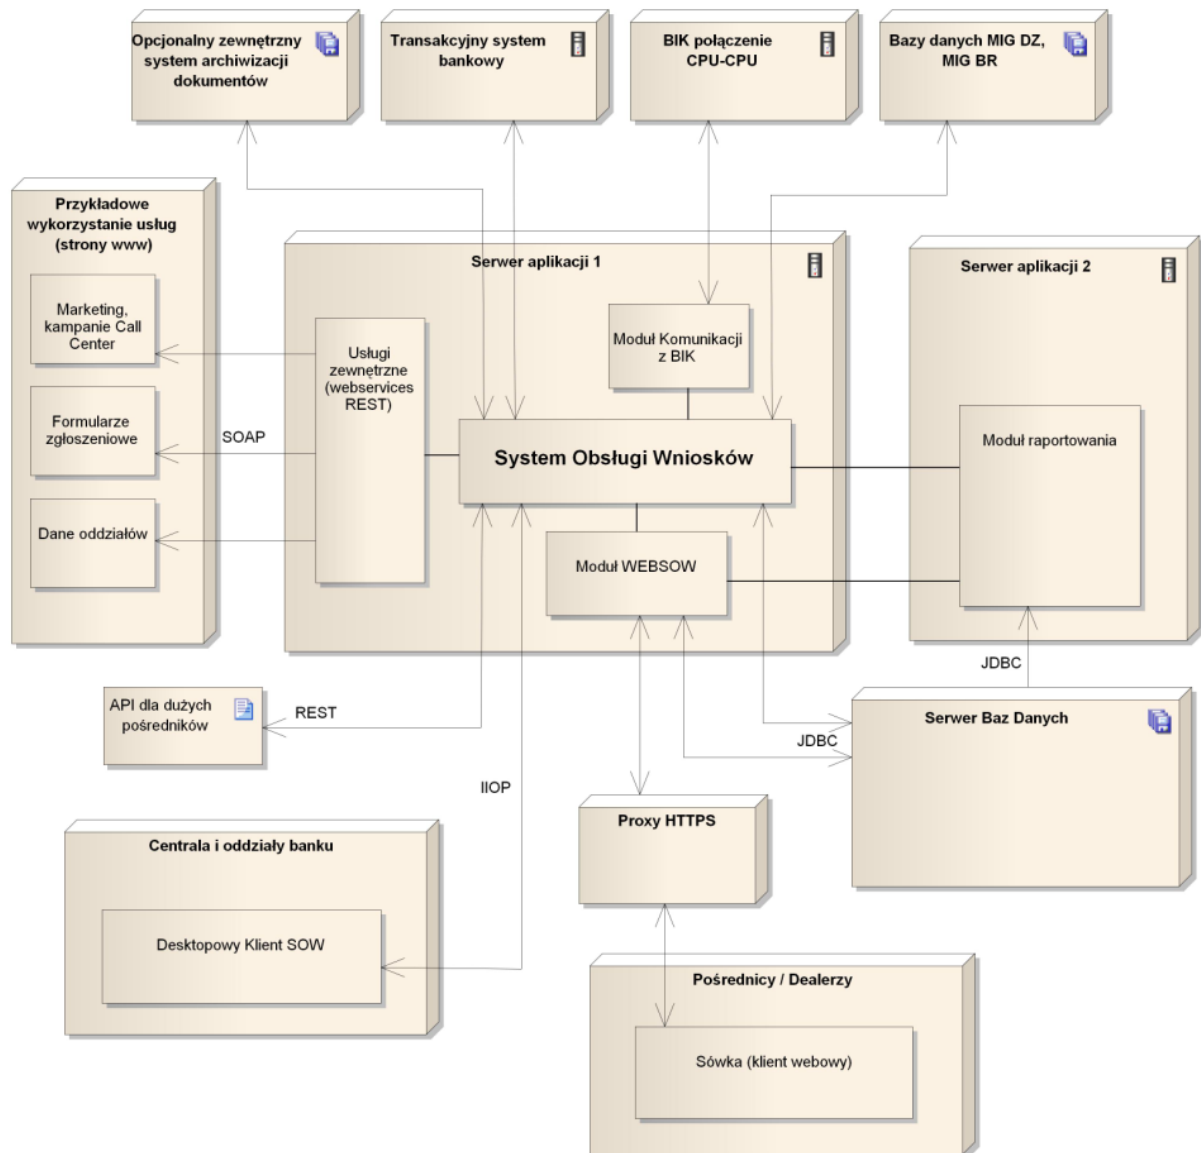 Opcjonalny zewnętrzny
system archiwizacji
dokumentów
Transakcyjny system
bankowy
BIK połączenie
CPU-CPU
Bazy danych MIG DZ,
MIG BR
Przykładowe
wykorzystanie usług
(strony www)
Marketing,
kampanie Call
Center
Formularze
zgłoszeniowe
Dane oddziałów
SOAP
Serwer aplikacji 1
Usługi
zewnętrzne
(webservices
REST)
Moduł Komunikacji
z BIK
System Obsługi Wniosków
Moduł WEBSOW
Serwer aplikacji 2
Moduł raportowania
JDBC
API dla dużych
pośredników
REST
IIOP
JDBC
Serwer Baz Danych
Proxy HTTPS
Centrala i oddziały banku
Desktopowy Klient SOW
Pośrednicy / Dealerzy
Sówka (klient webowy)